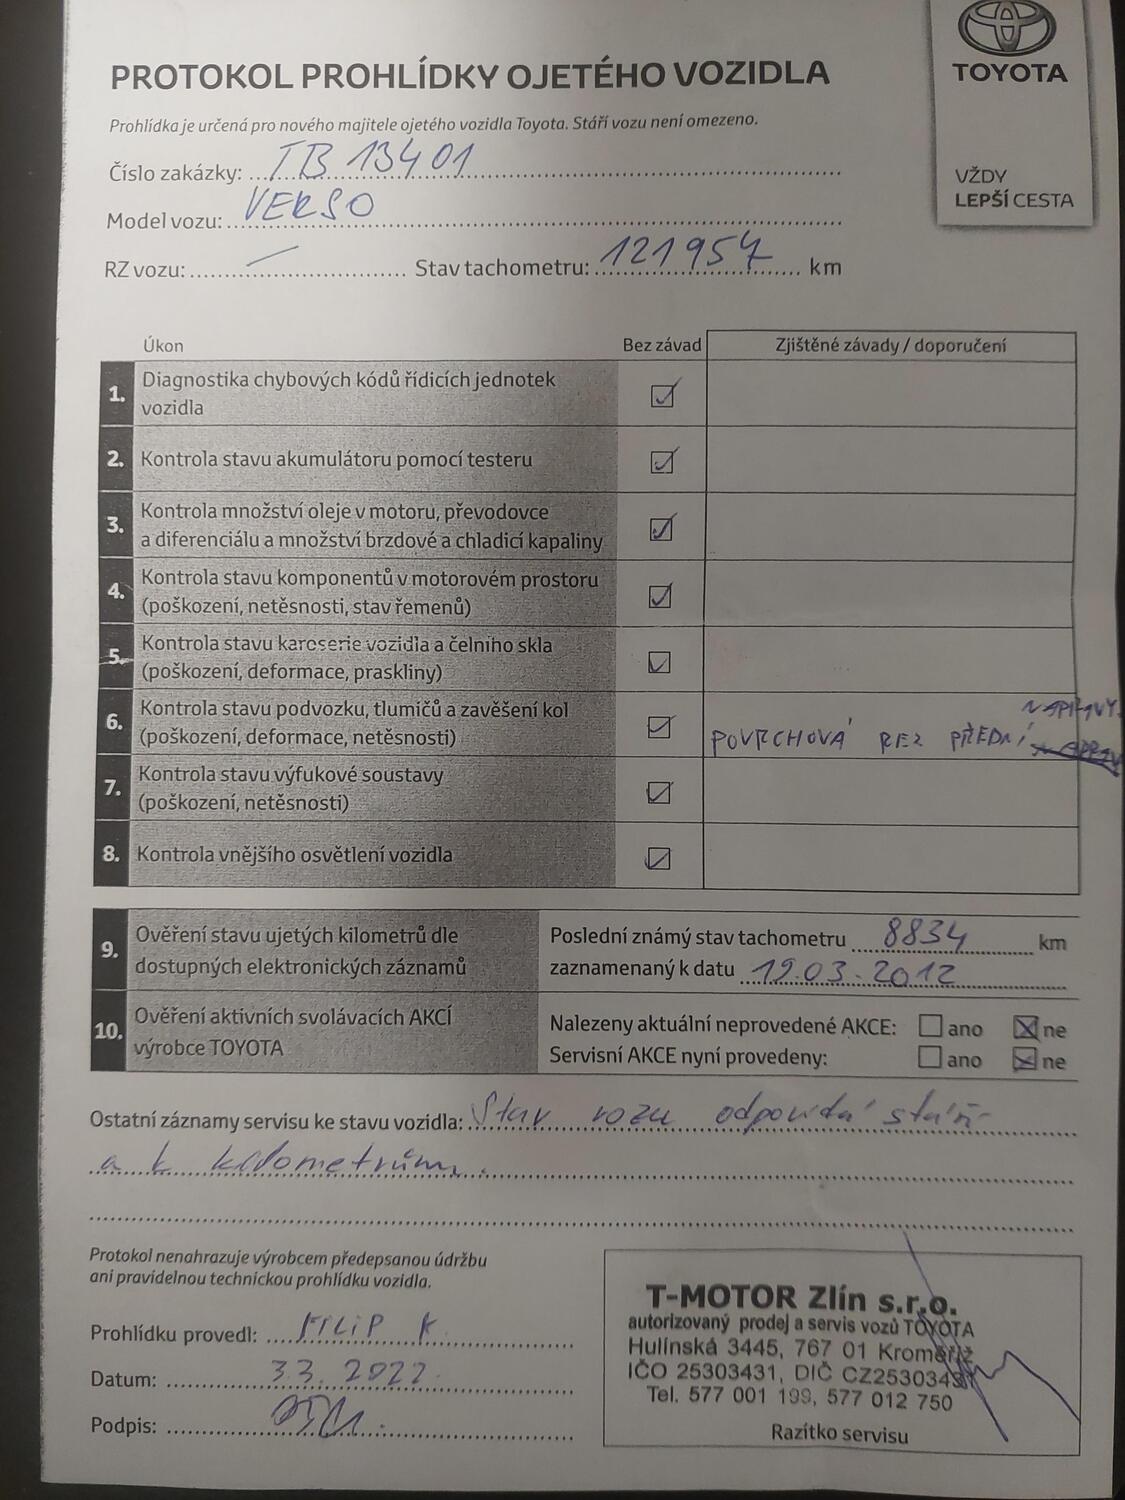 TOYOTA
VŽDY
LEPŠÍ CESTA
PROTOKOL PROHLÍDKY OJETÉHO VOZIDLA
Prohlídka je určená pro nového majitele ojetého vozidla Toyota. Stáří vozu není omezeno.
Číslo zakázky: TB 13401
Model vozu: VERSO
RZ vozu: — Stav tachometru: 121957 km
Úkon Bez závad Zjištěné závady / doporučení
1. Diagnostika chybových kódů řídicích jednotek
vozidla
2. Kontrola stavu akumulátoru pomocí testeru
3. Kontrola množství oleje v motoru, převodovce
a diferenciálu a množství brzdové a chladicí kapaliny
4. Kontrola stavu komponentů v motorovém prostoru
(poškození, netěsnosti, stav řemenů)
5. Kontrola stavu karoserie vozidla a čelního skla
(poškození, deformace, praskliny)
6. Kontrola stavu podvozku, tlumičů a zavěšení kol
(poškození, deformace, netěsnosti) POVRCHOVÁ REZ PŘEDNÍ
7. Kontrola stavu výfukové soustavy
(poškození, netěsnosti)
8. Kontrola vnějšího osvětlení vozidla
9. Ověření stavu ujetých kilometrů dle Poslední známý stav tachometru 8834 km
dostupných elektronických záznamů zaznamenaný k datu 19.03.2012
10. Ověření aktivních svolávacích AKCÍ Nalezeny aktuální neprovedené AKCE: ano ne
výrobce TOYOTA Servisní AKCE nyní provedeny: ano ne
Ostatní záznamy servisu ke stavu vozidla: Stav vozu odpovídá stáří
a k kilometrům.
Protokol nenahrazuje výrobcem předepsanou údržbu
ani pravidelnou technickou prohlídku vozidla.
Prohlídku provedl: FILIP K.
Datum: 3.3. 2022
Podpis:
T-MOTOR Zlín s.r.o.
autorizovaný prodej a servis vozů TOYOTA
Hulínská 3445, 767 01 Kroměříž
IČO 25303431, DIČ CZ25303431
Tel. 577 001 199, 577 012 750
Razítko servisu